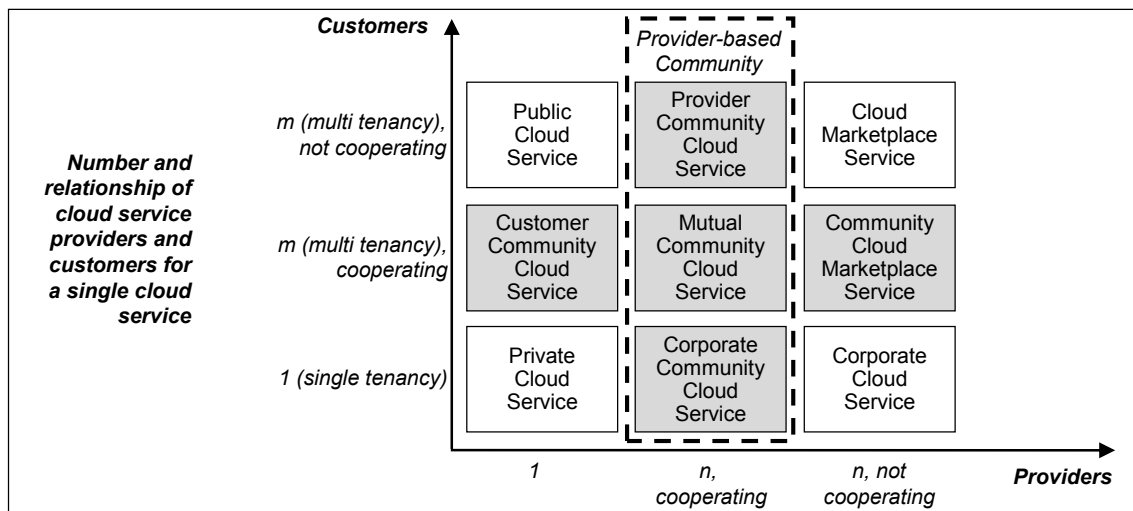 Customers
Provider-based
Community
Number and
relationship of
cloud service
providers and
customers for
a single cloud
service
m (multi tenancy),
not cooperating
Public
Cloud
Service
Provider
Community
Cloud
Service
Cloud
Marketplace
Service
m (multi tenancy),
cooperating
Customer
Community
Cloud
Service
Mutual
Community
Cloud
Service
Community
Cloud
Marketplace
Service
1 (single tenancy)
Private
Cloud
Service
Corporate
Community
Cloud
Service
Corporate
Cloud
Service
1
n,
cooperating
n, not
cooperating
Providers